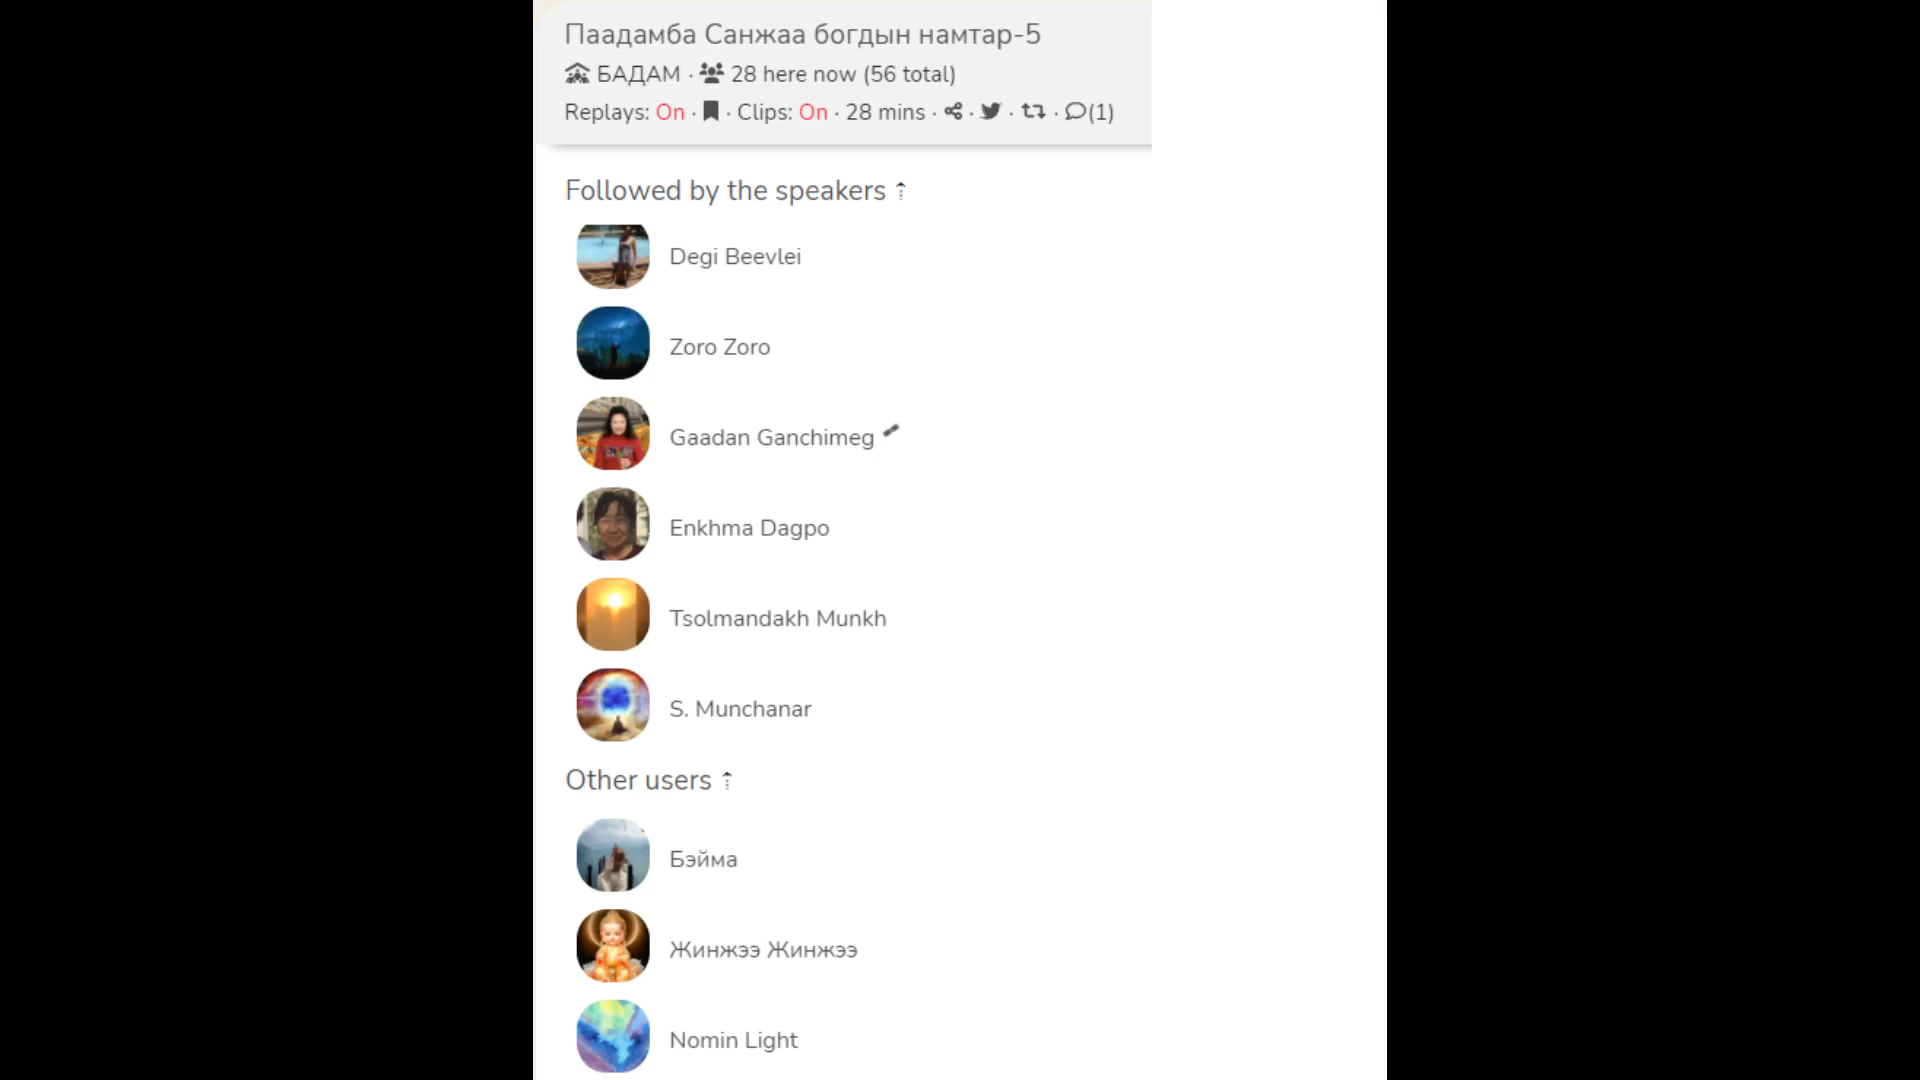 Паадамба Санжаа богдын намтар-5
БАДАМ · 28 here now (56 total)
Replays: On · · Clips: On · 28 mins · · · · (1)
Followed by the speakers
Degi Beevlei
Zoro Zoro
Gaadan Ganchimeg
Enkhma Dagpo
Tsolmandakh Munkh
S. Munchanar
Other users
Бэйма
Жинжээ Жинжээ
Nomin Light